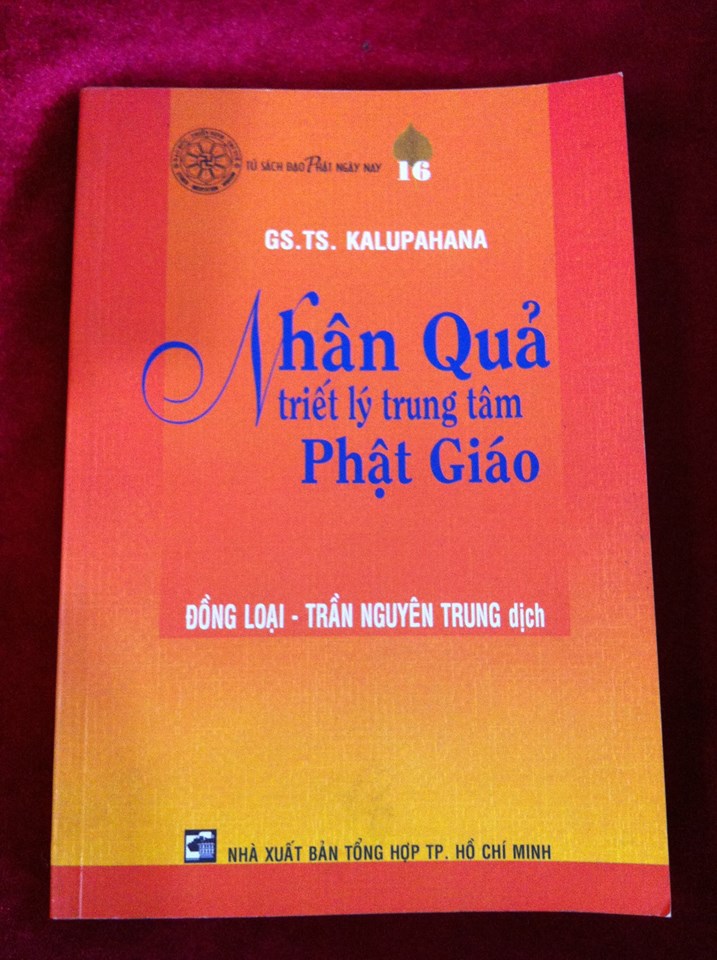 TỦ SÁCH ĐẠO PHẬT NGÀY NAY 16
GS.TS. KALUPAHANA
Nhân Quả
triết lý trung tâm
Phật Giáo
ĐỒNG LOẠI - TRẦN NGUYÊN TRUNG dịch
NHÀ XUẤT BẢN TỔNG HỢP TP. HỒ CHÍ MINH